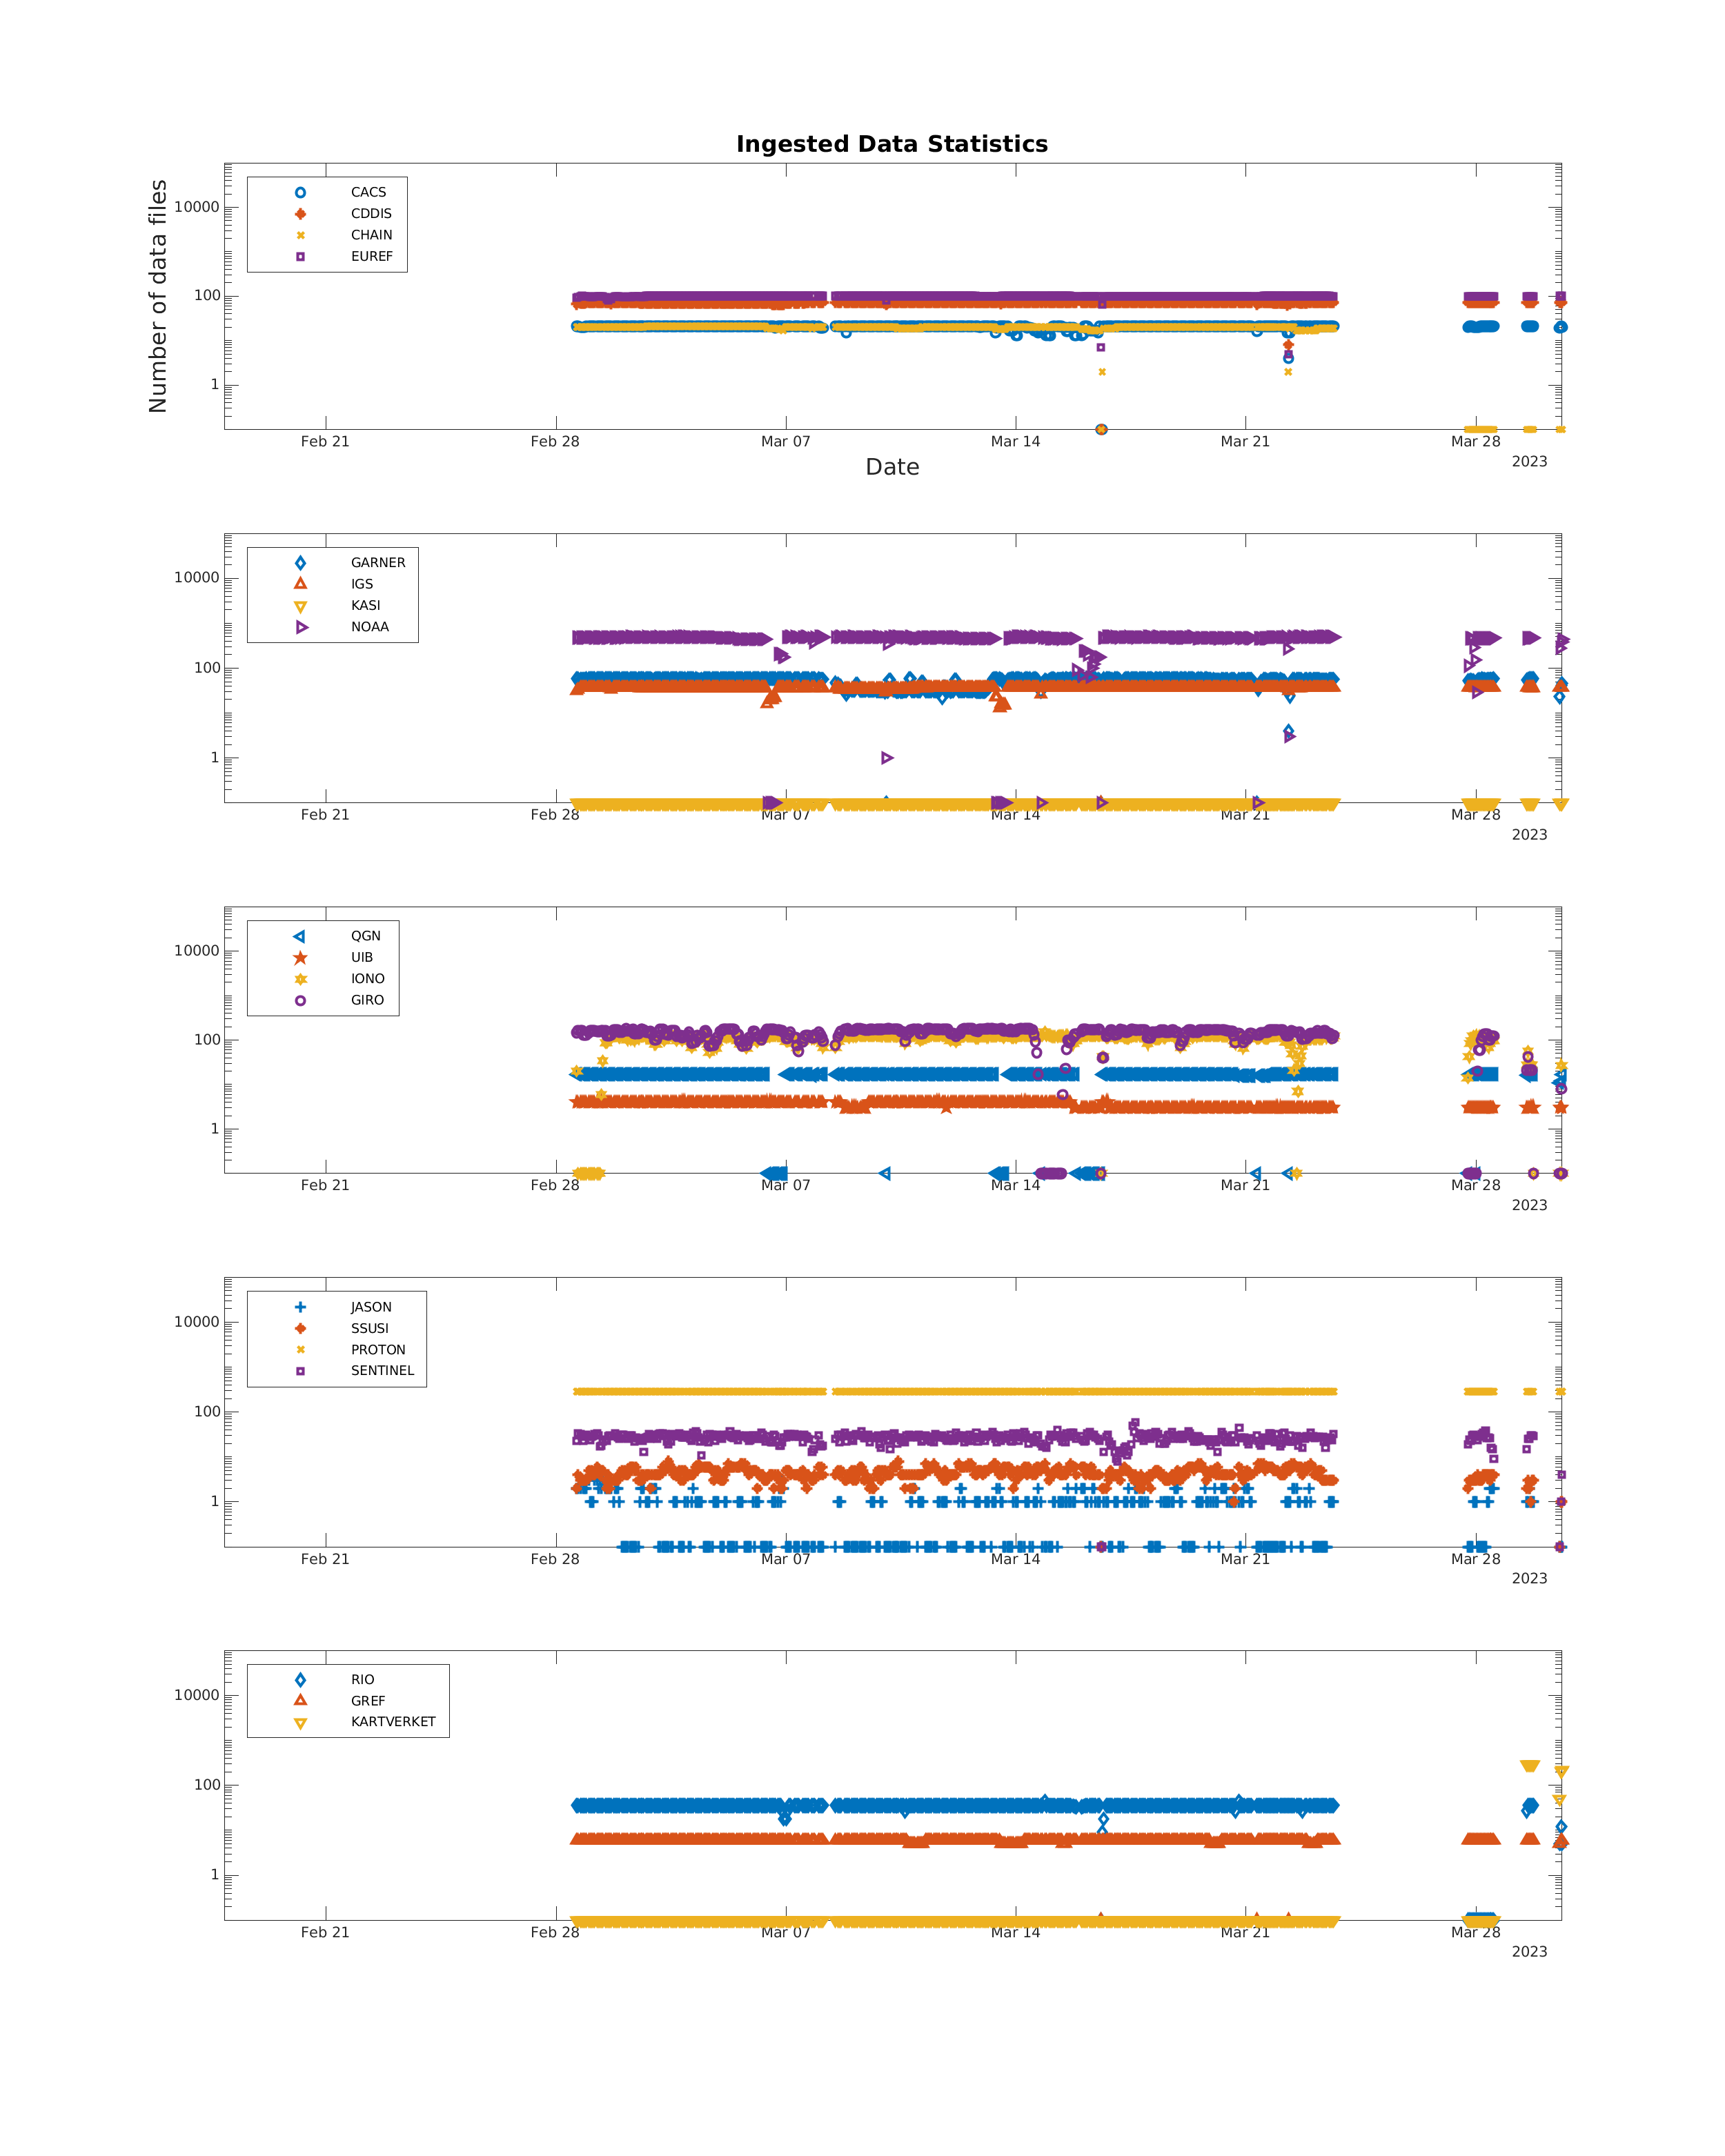 Ingested Data Statistics
Number of data files
10000
100
1
CACS
CDDIS
CHAIN
EUREF
Feb 21 Feb 28 Mar 07 Mar 14 Mar 21 Mar 28
2023
Date
10000
100
1
GARNER
IGS
KASI
NOAA
Feb 21 Feb 28 Mar 07 Mar 14 Mar 21 Mar 28
2023
10000
100
1
QGN
UIB
IONO
GIRO
Feb 21 Feb 28 Mar 07 Mar 14 Mar 21 Mar 28
2023
10000
100
1
JASON
SSUSI
PROTON
SENTINEL
Feb 21 Feb 28 Mar 07 Mar 14 Mar 21 Mar 28
2023
10000
100
1
RIO
GREF
KARTVERKET
Feb 21 Feb 28 Mar 07 Mar 14 Mar 21 Mar 28
2023